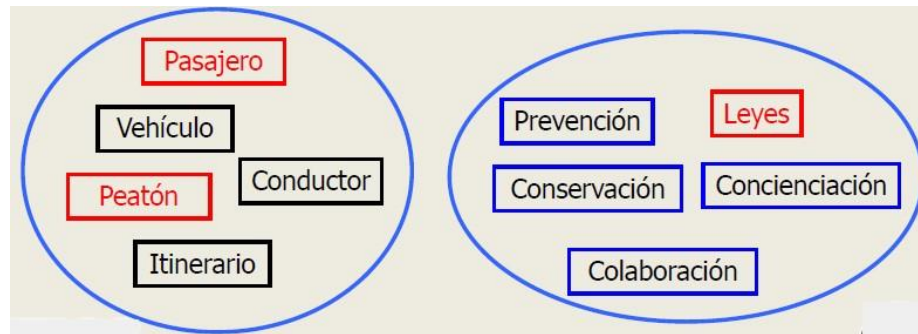 Pasajero
Vehículo
Peatón
Conductor
Itinerario
Prevención
Leyes
Conservación
Concienciación
Colaboración